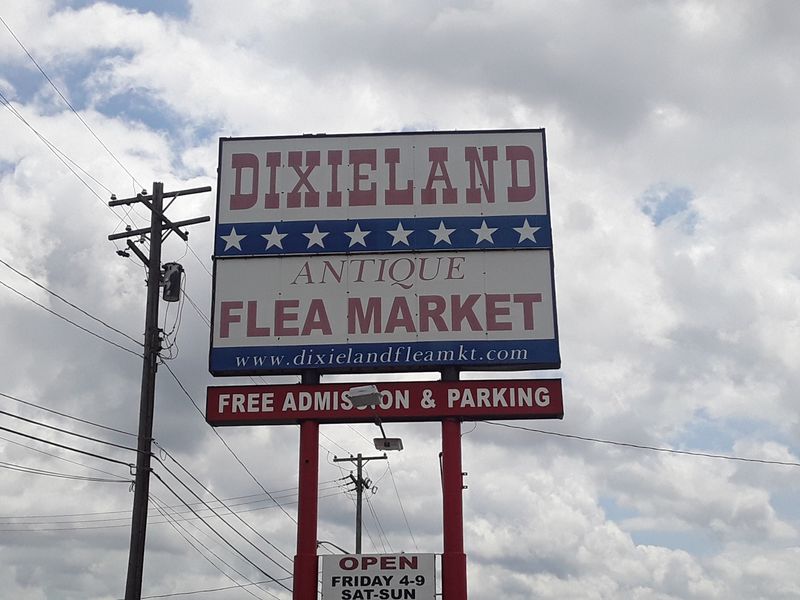 DIXIELAND
ANTIQUE
FLEA MARKET
www.dixielandfleamkt.com
FREE ADMISSION & PARKING
OPEN
FRIDAY 4-9
SAT-SUN